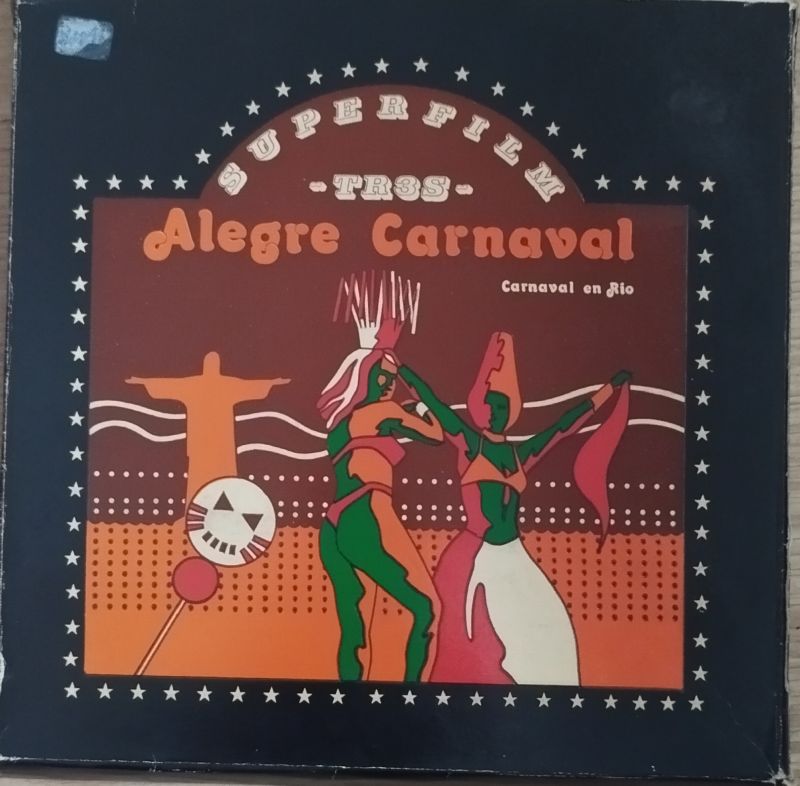 SUPERFILM
-TR3S-
Alegre Carnaval
Carnaval en Rio